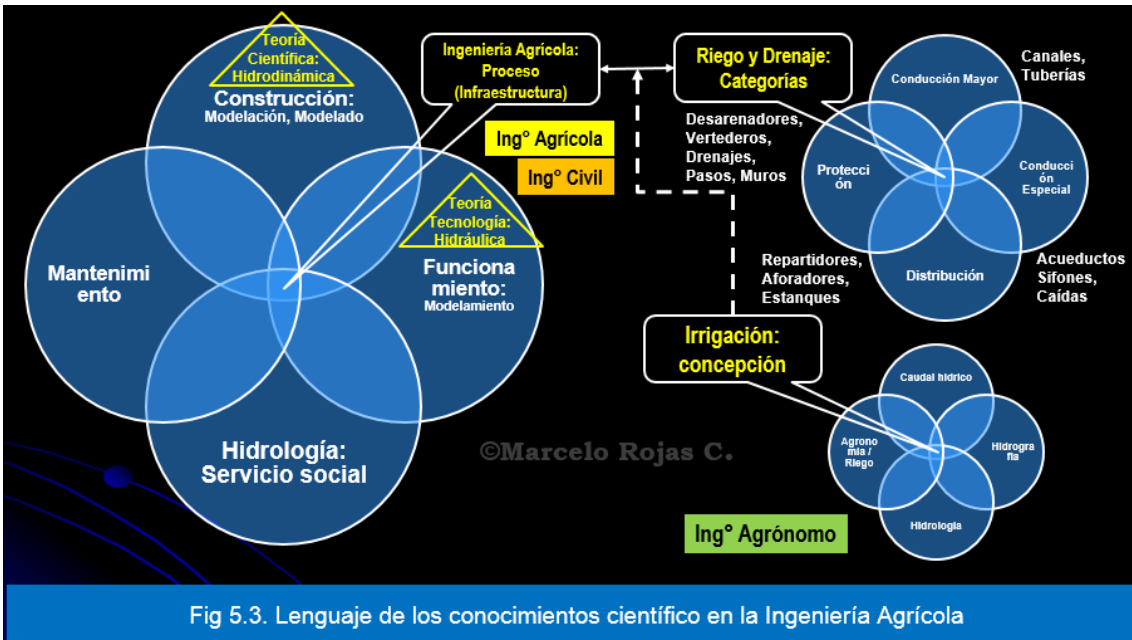 Teoría
Científica:
Hidrodinámica
Construcción:
Modelación, Modelado
Teoría
Tecnología:
Hidráulica
Funciona
miento:
Modelamiento
Mantenimi
ento
Hidrología:
Servicio social
Ingeniería Agrícola:
Proceso
(Infraestructura)
Ing° Agrícola
Ing° Civil
Riego y Drenaje:
Categorías
Desarenadores,
Vertederos,
Drenajes,
Pasos, Muros
Conducción Mayor
Canales,
Tuberías
Protecci
ón
Conducci
ón
Especial
Distribución
Repartidores,
Aforadores,
Estanques
Acueductos
Sifones,
Caídas
Irrigación:
concepción
Caudal hídrico
Agrono
mía /
Riego
Hidrogra
fía
Hidrología
©Marcelo Rojas C.
Ing° Agrónomo
Fig 5.3. Lenguaje de los conocimientos científico en la Ingeniería Agrícola